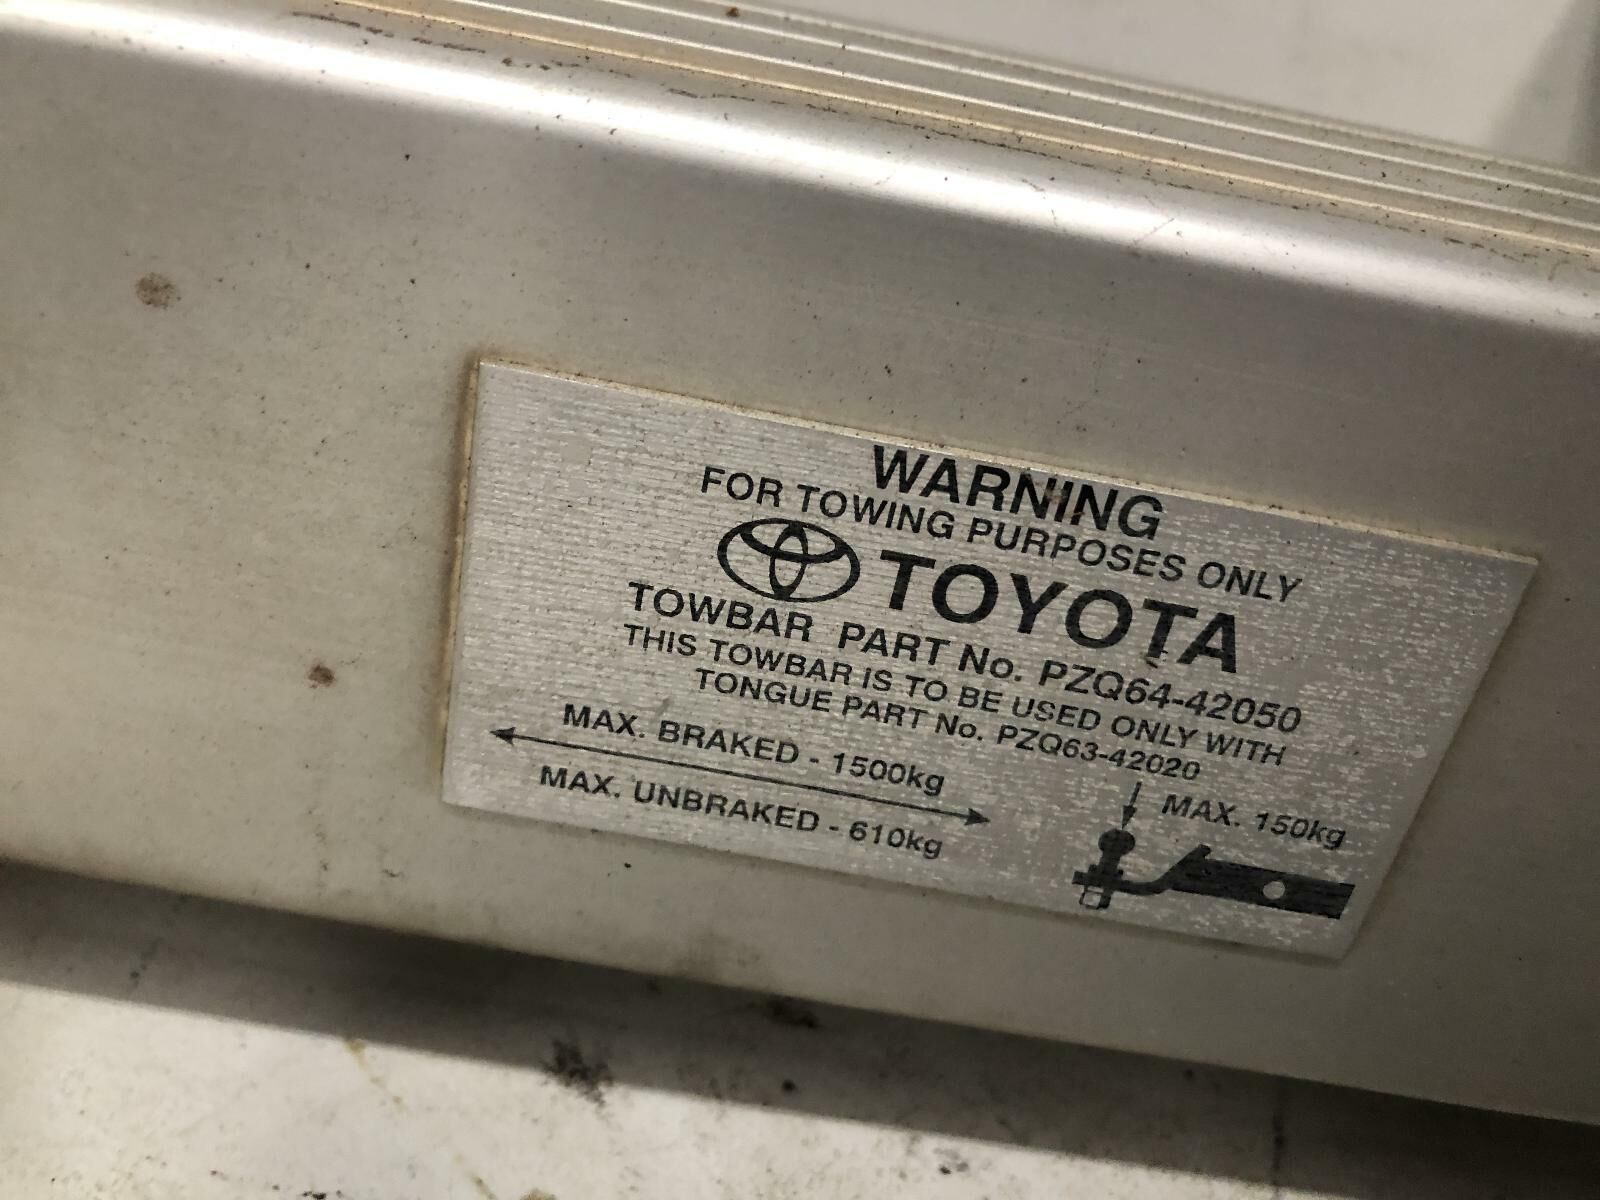 WARNING
FOR TOWING PURPOSES ONLY
TOYOTA
TOWBAR PART No. PZQ64-42050
THIS TOWBAR IS TO BE USED ONLY WITH
TONGUE PART No. PZQ63-42020
MAX. BRAKED - 1500kg
MAX. UNBRAKED - 610kg
MAX. 150kg